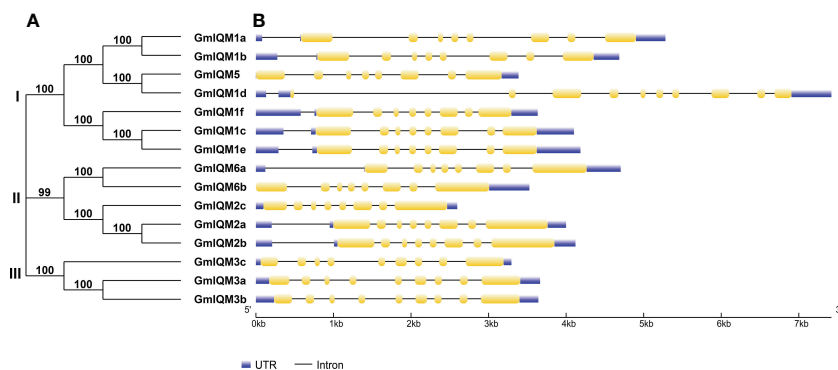 A
B
GmIQM1a
GmIQM1b
GmIQM5
GmIQM1d
GmIQM1f
GmIQM1c
GmIQM1e
GmIQM6a
GmIQM6b
GmIQM2c
GmIQM2a
GmIQM2b
GmIQM3c
GmIQM3a
GmIQM3b
100
100
100
100
I
100
100
100
II
99
100
100
III
100
100
5'
3
0kb 1kb 2kb 3kb 4kb 5kb 6kb 7kb
UTR Intron